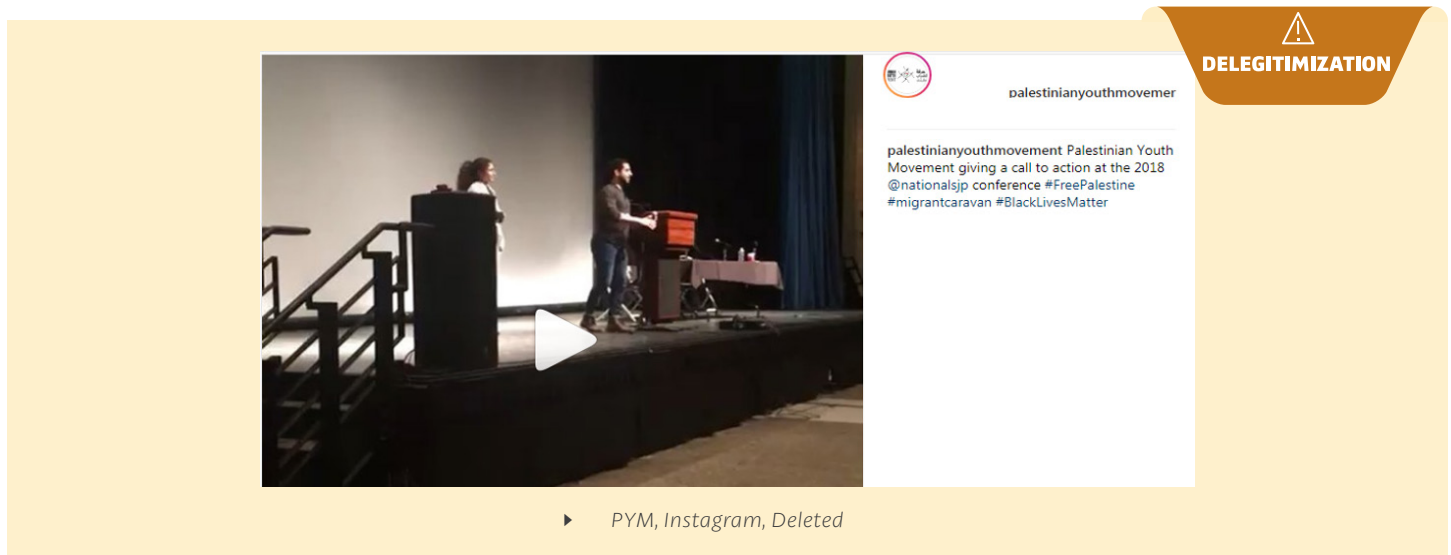 DELEGITIMIZATION
palestinianyouthmovemer
palestinianyouthmovement Palestinian Youth
Movement giving a call to action at the 2018
@nationalsjp conference #FreePalestine
#migrantcaravan #BlackLivesMatter
PYM, Instagram, Deleted